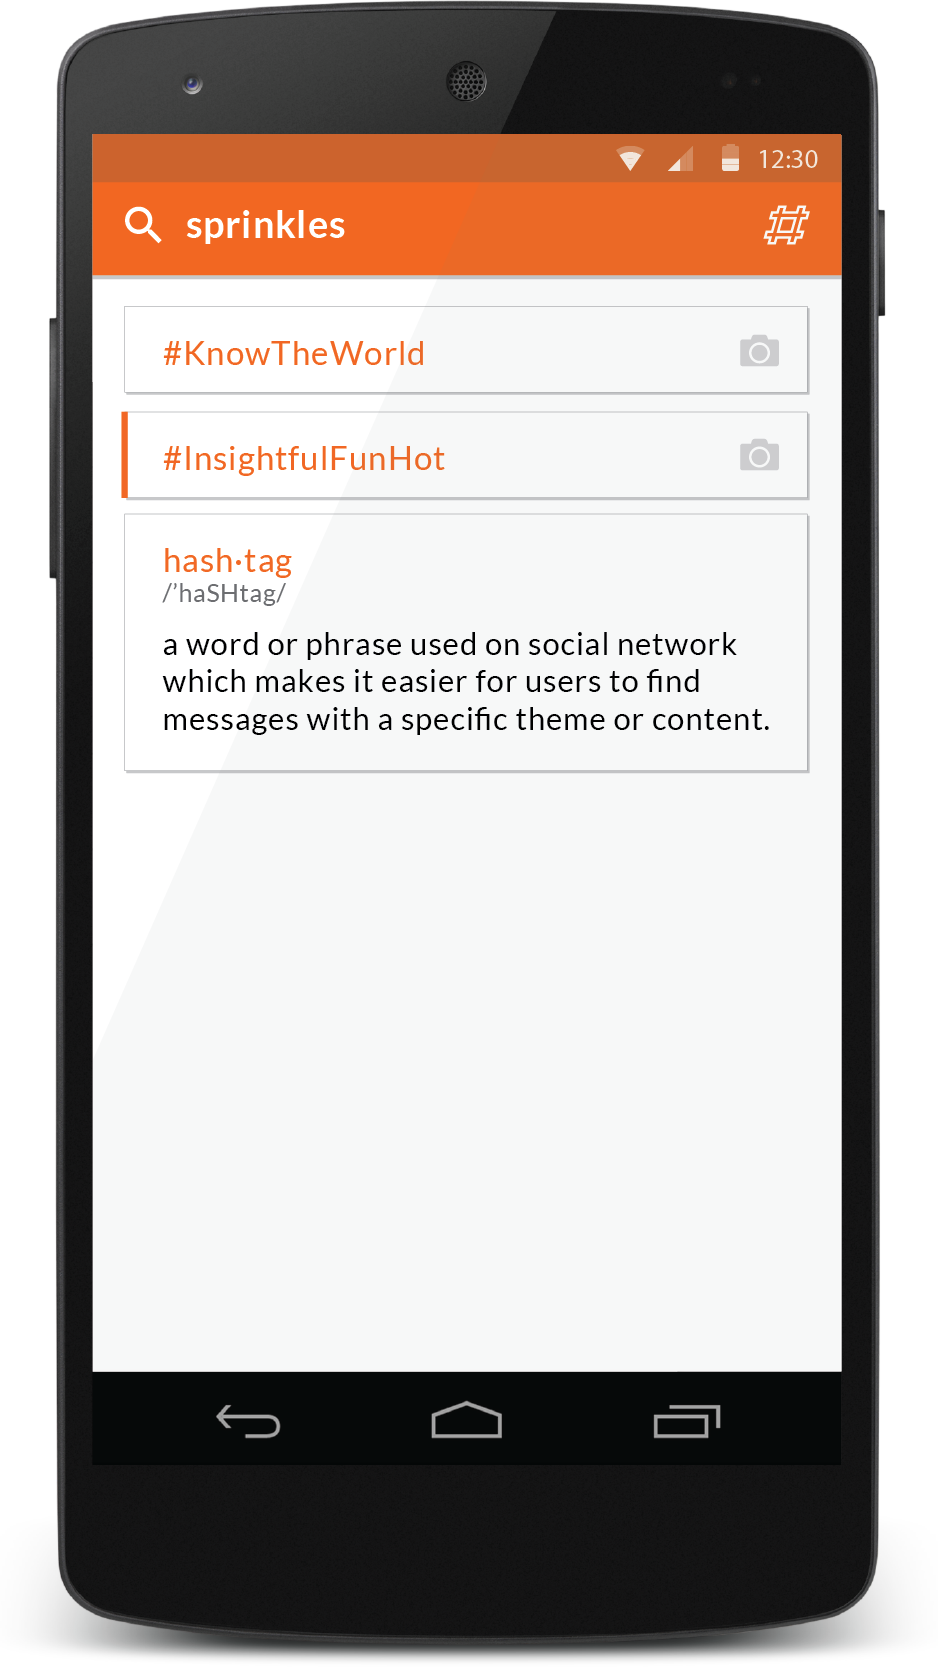 12:30
sprinkles
#KnowTheWorld
#InsightfulFunHot
hash·tag
/’haSHtag/
a word or phrase used on social network
which makes it easier for users to find
messages with a specific theme or content.